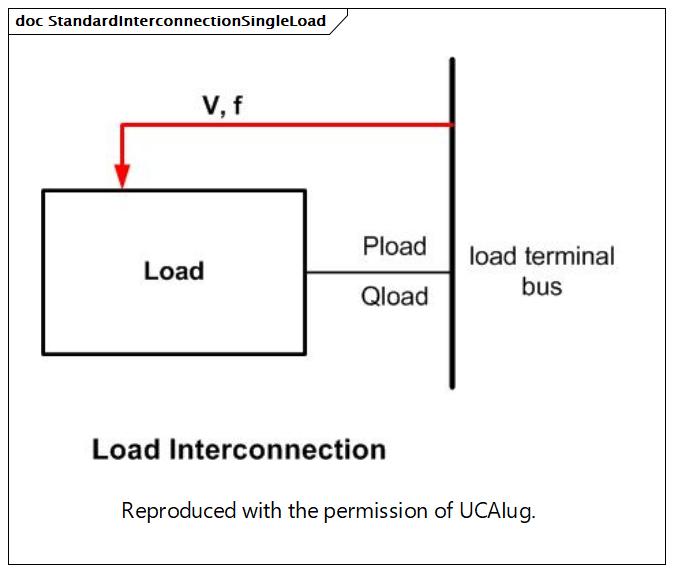 doc StandardInterconnectionSingleLoad
V, f
Load
Pload
Qload
load terminal
bus
Load Interconnection
Reproduced with the permission of UCAIug.